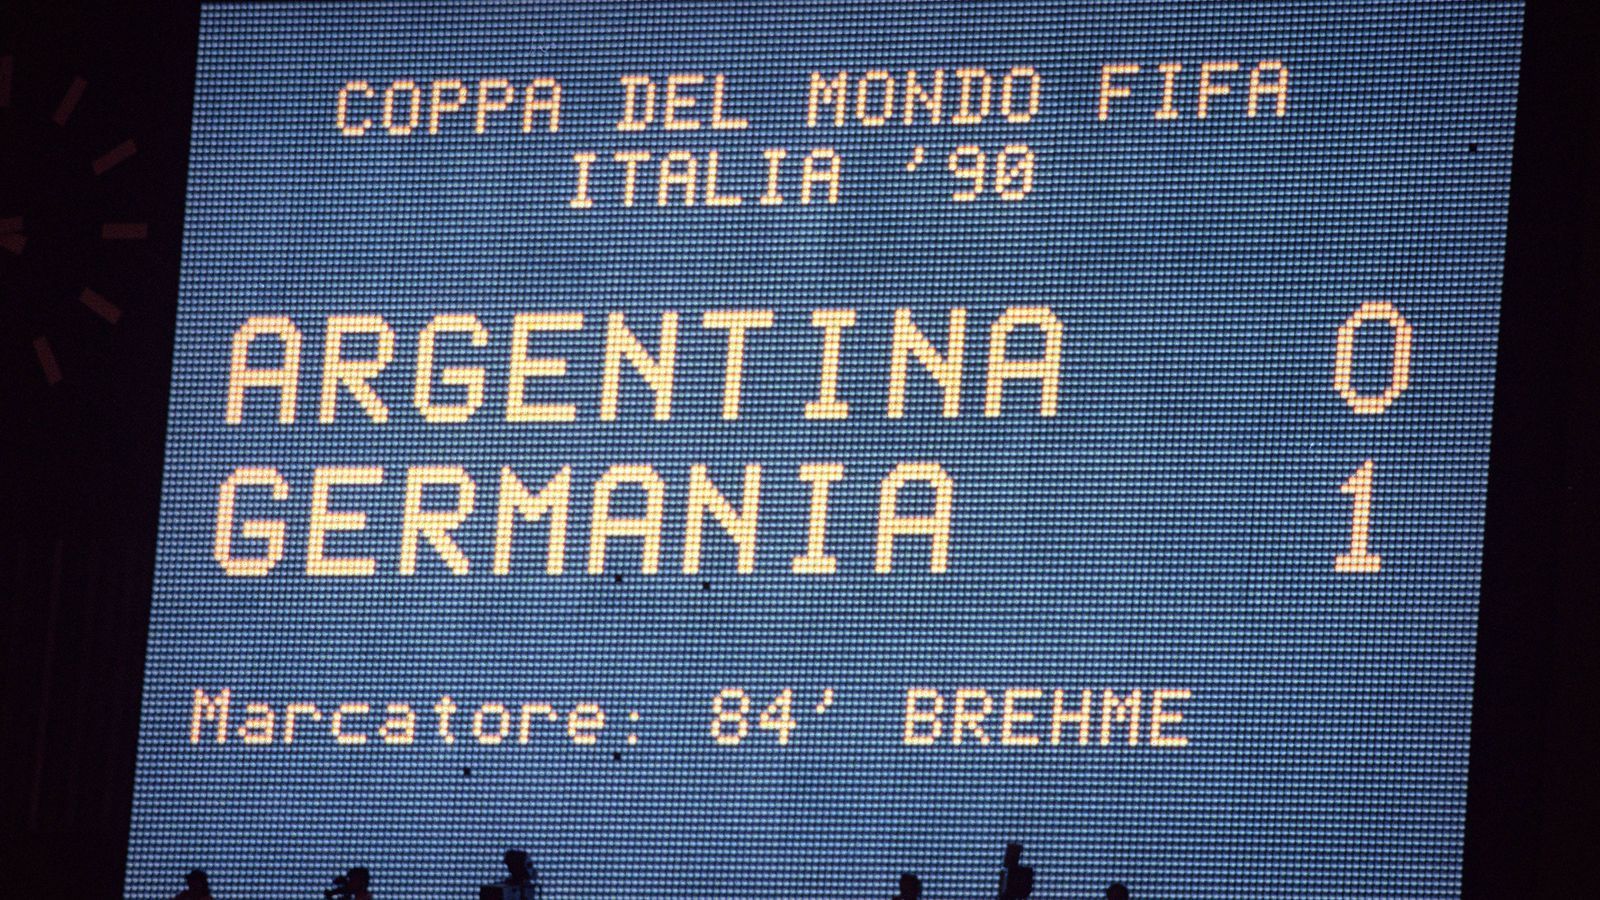 COPPA DEL MONDO FIFA
ITALIA '90
ARGENTINA 0
GERMANIA 1
Marcatore: 84' BREHME